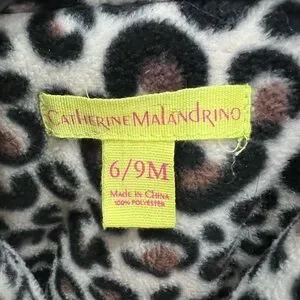 CATHERINE MALANDRINO
6/9M
MADE IN CHINA
100% POLYESTER